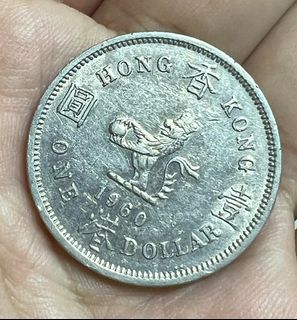 HONG 香 KONG
港
壹
圓
ONE DOLLAR
1960